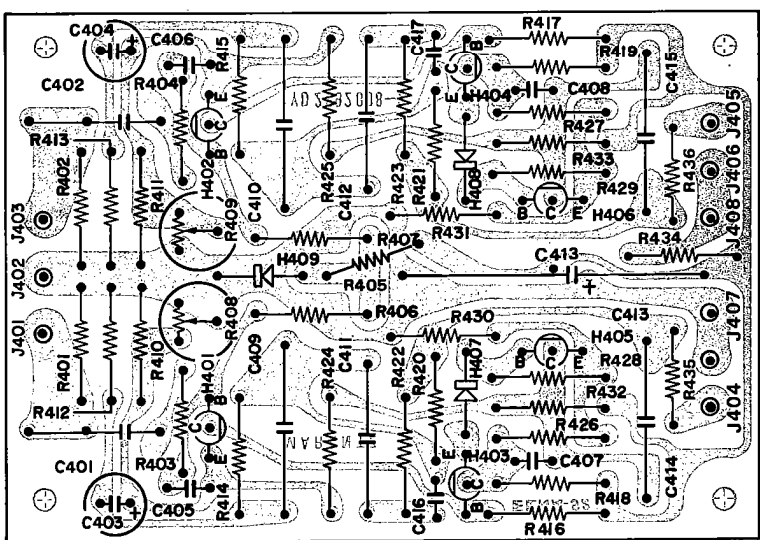 C404
+
C406
R415
C417
B
R417
R404
C
R419
C415
C402
E
E
H404
C408
J405
YD2992008-
R413
C
R427
R402
B
R411
H402
C410
R425
C412
R423
R421
H408
R433
J406
R436
R429
R409
B
C
E
H406
J408
J403
R407
R431
R434
H409
C413
J402
R405
+
R406
R430
C413
J407
J401
R408
H405
R401
R410
H401
C409
R424
C411
R422
R420
H407
B
C
E
R428
R435
R412
B
R432
J404
C
R426
MAR
C401
R403
E
E
H403
C407
C414
C
R418
C403
+
C405
R414
C416
B
R416